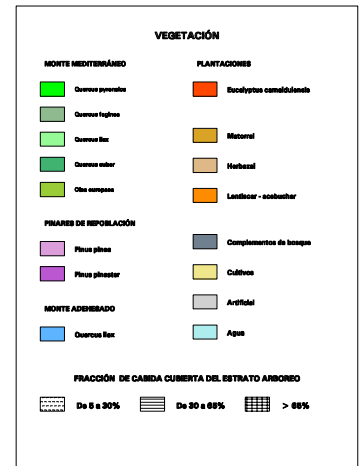 VEGETACIÓN
MONTE MEDITERRÁNEO
Quercus pyrenaica
Quercus faginea
Quercus ilex
Quercus suber
Olea europaea
PINARES DE REPOBLACIÓN
Pinus pinea
Pinus pinaster
MONTE ADEHESADO
Quercus ilex
PLANTACIONES
Eucalyptus camaldulensis
Matorral
Herbazal
Lentiscar - acebuchar
Complementos de bosque
Cultivos
Artificial
Agua
FRACCIÓN DE CABIDA CUBIERTA DEL ESTRATO ARBOREO
De 5 a 30%
De 30 a 65%
> 65%